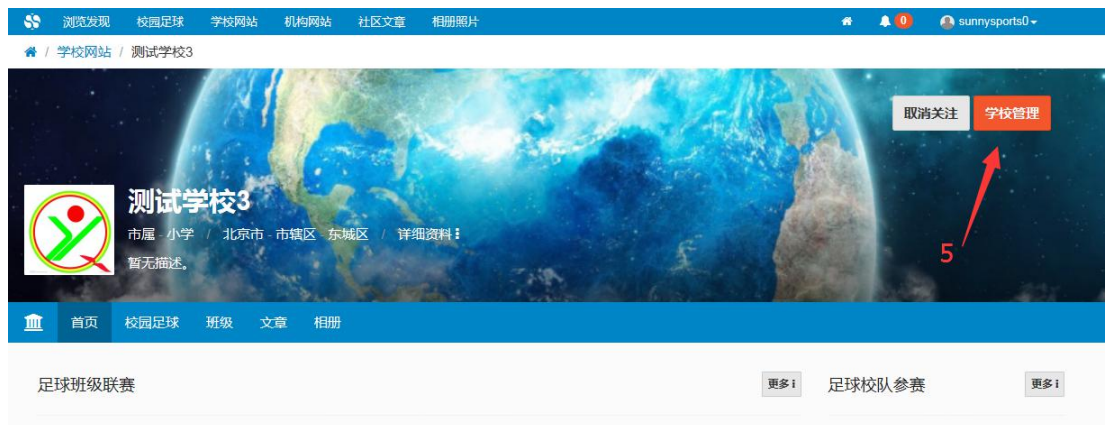 浏览发现 校园足球 学校网站 机构网站 社区文章 相册照片 0 sunnysports0
/ 学校网站 / 测试学校3
取消关注 学校管理
测试学校3
市属 - 小学 / 北京市 - 市辖区 - 东城区 / 详细资料
暂无描述。
5
首页 校园足球 班级 文章 相册
足球班级联赛 更多 足球校队参赛 更多